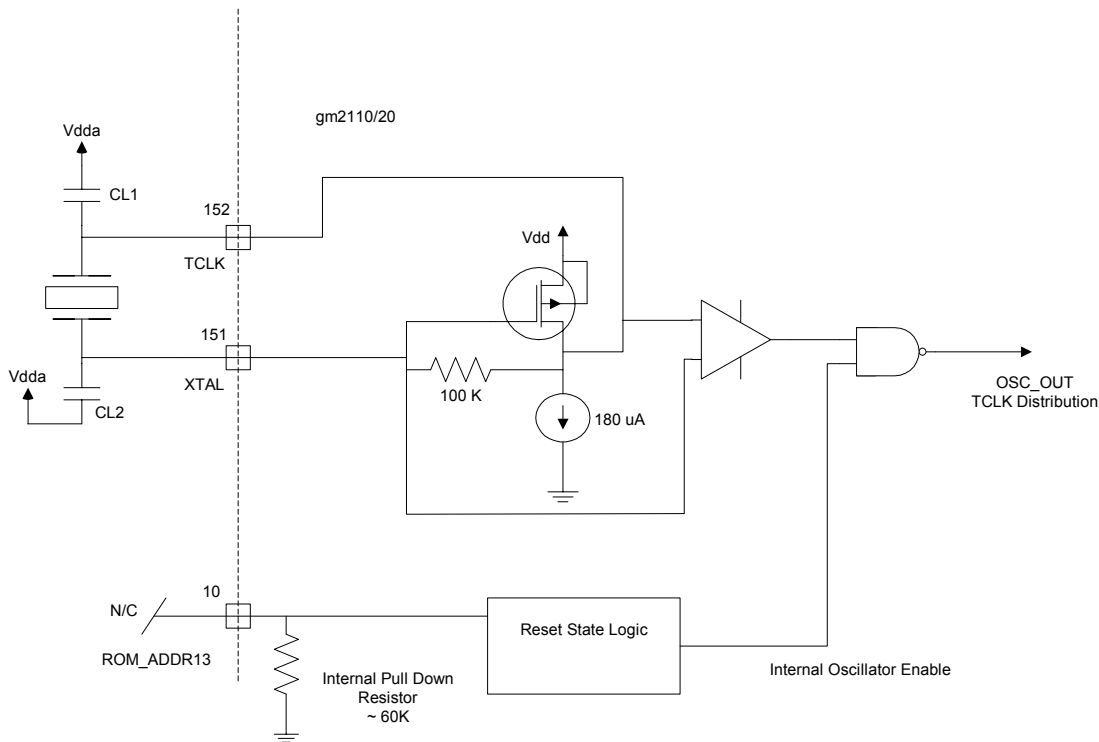 gm2110/20
Vdda
CL1
152
TCLK
Vdd
151
XTAL
Vdda
CL2
100 K
180 uA
OSC_OUT
TCLK Distribution
10
N/C
ROM_ADDR13
Reset State Logic
Internal Pull Down
Resistor
~ 60K
Internal Oscillator Enable